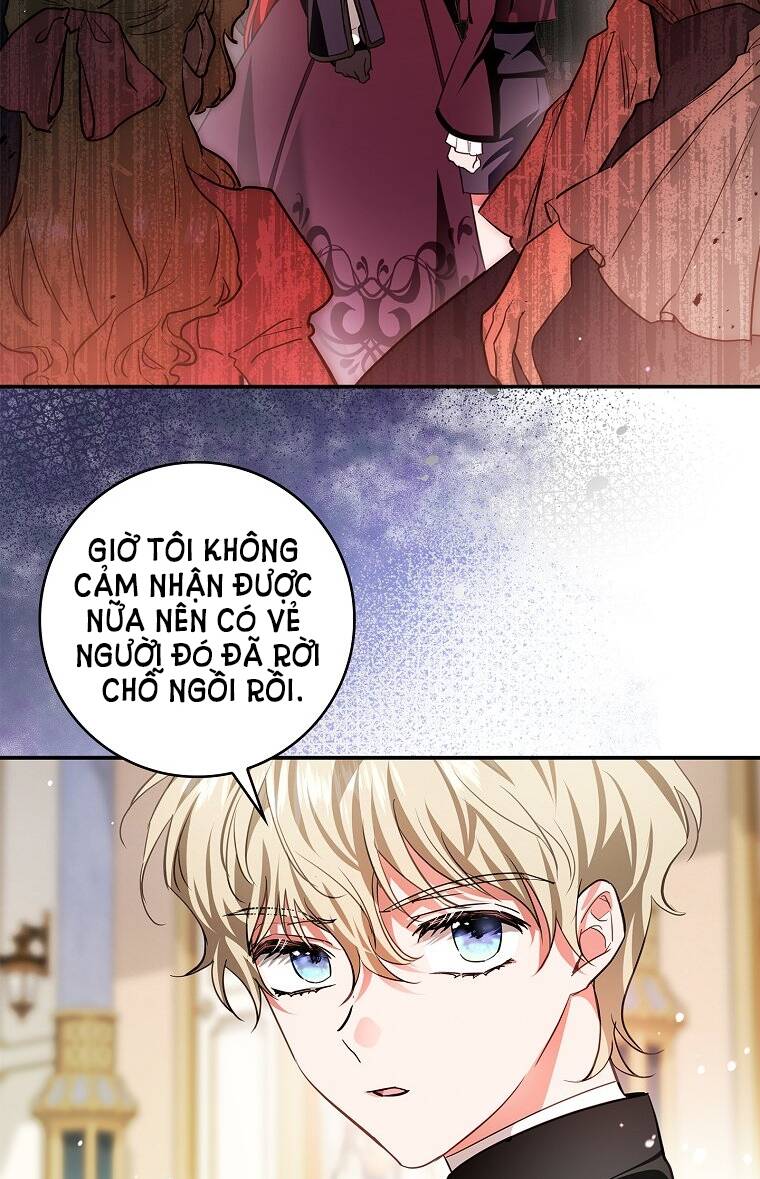 GIỜ TÔI KHÔNG
CẢM NHẬN ĐƯỢC
NỮA NÊN CÓ VẺ
NGƯỜI ĐÓ ĐÃ RỜI
CHỖ NGỒI RỒI.